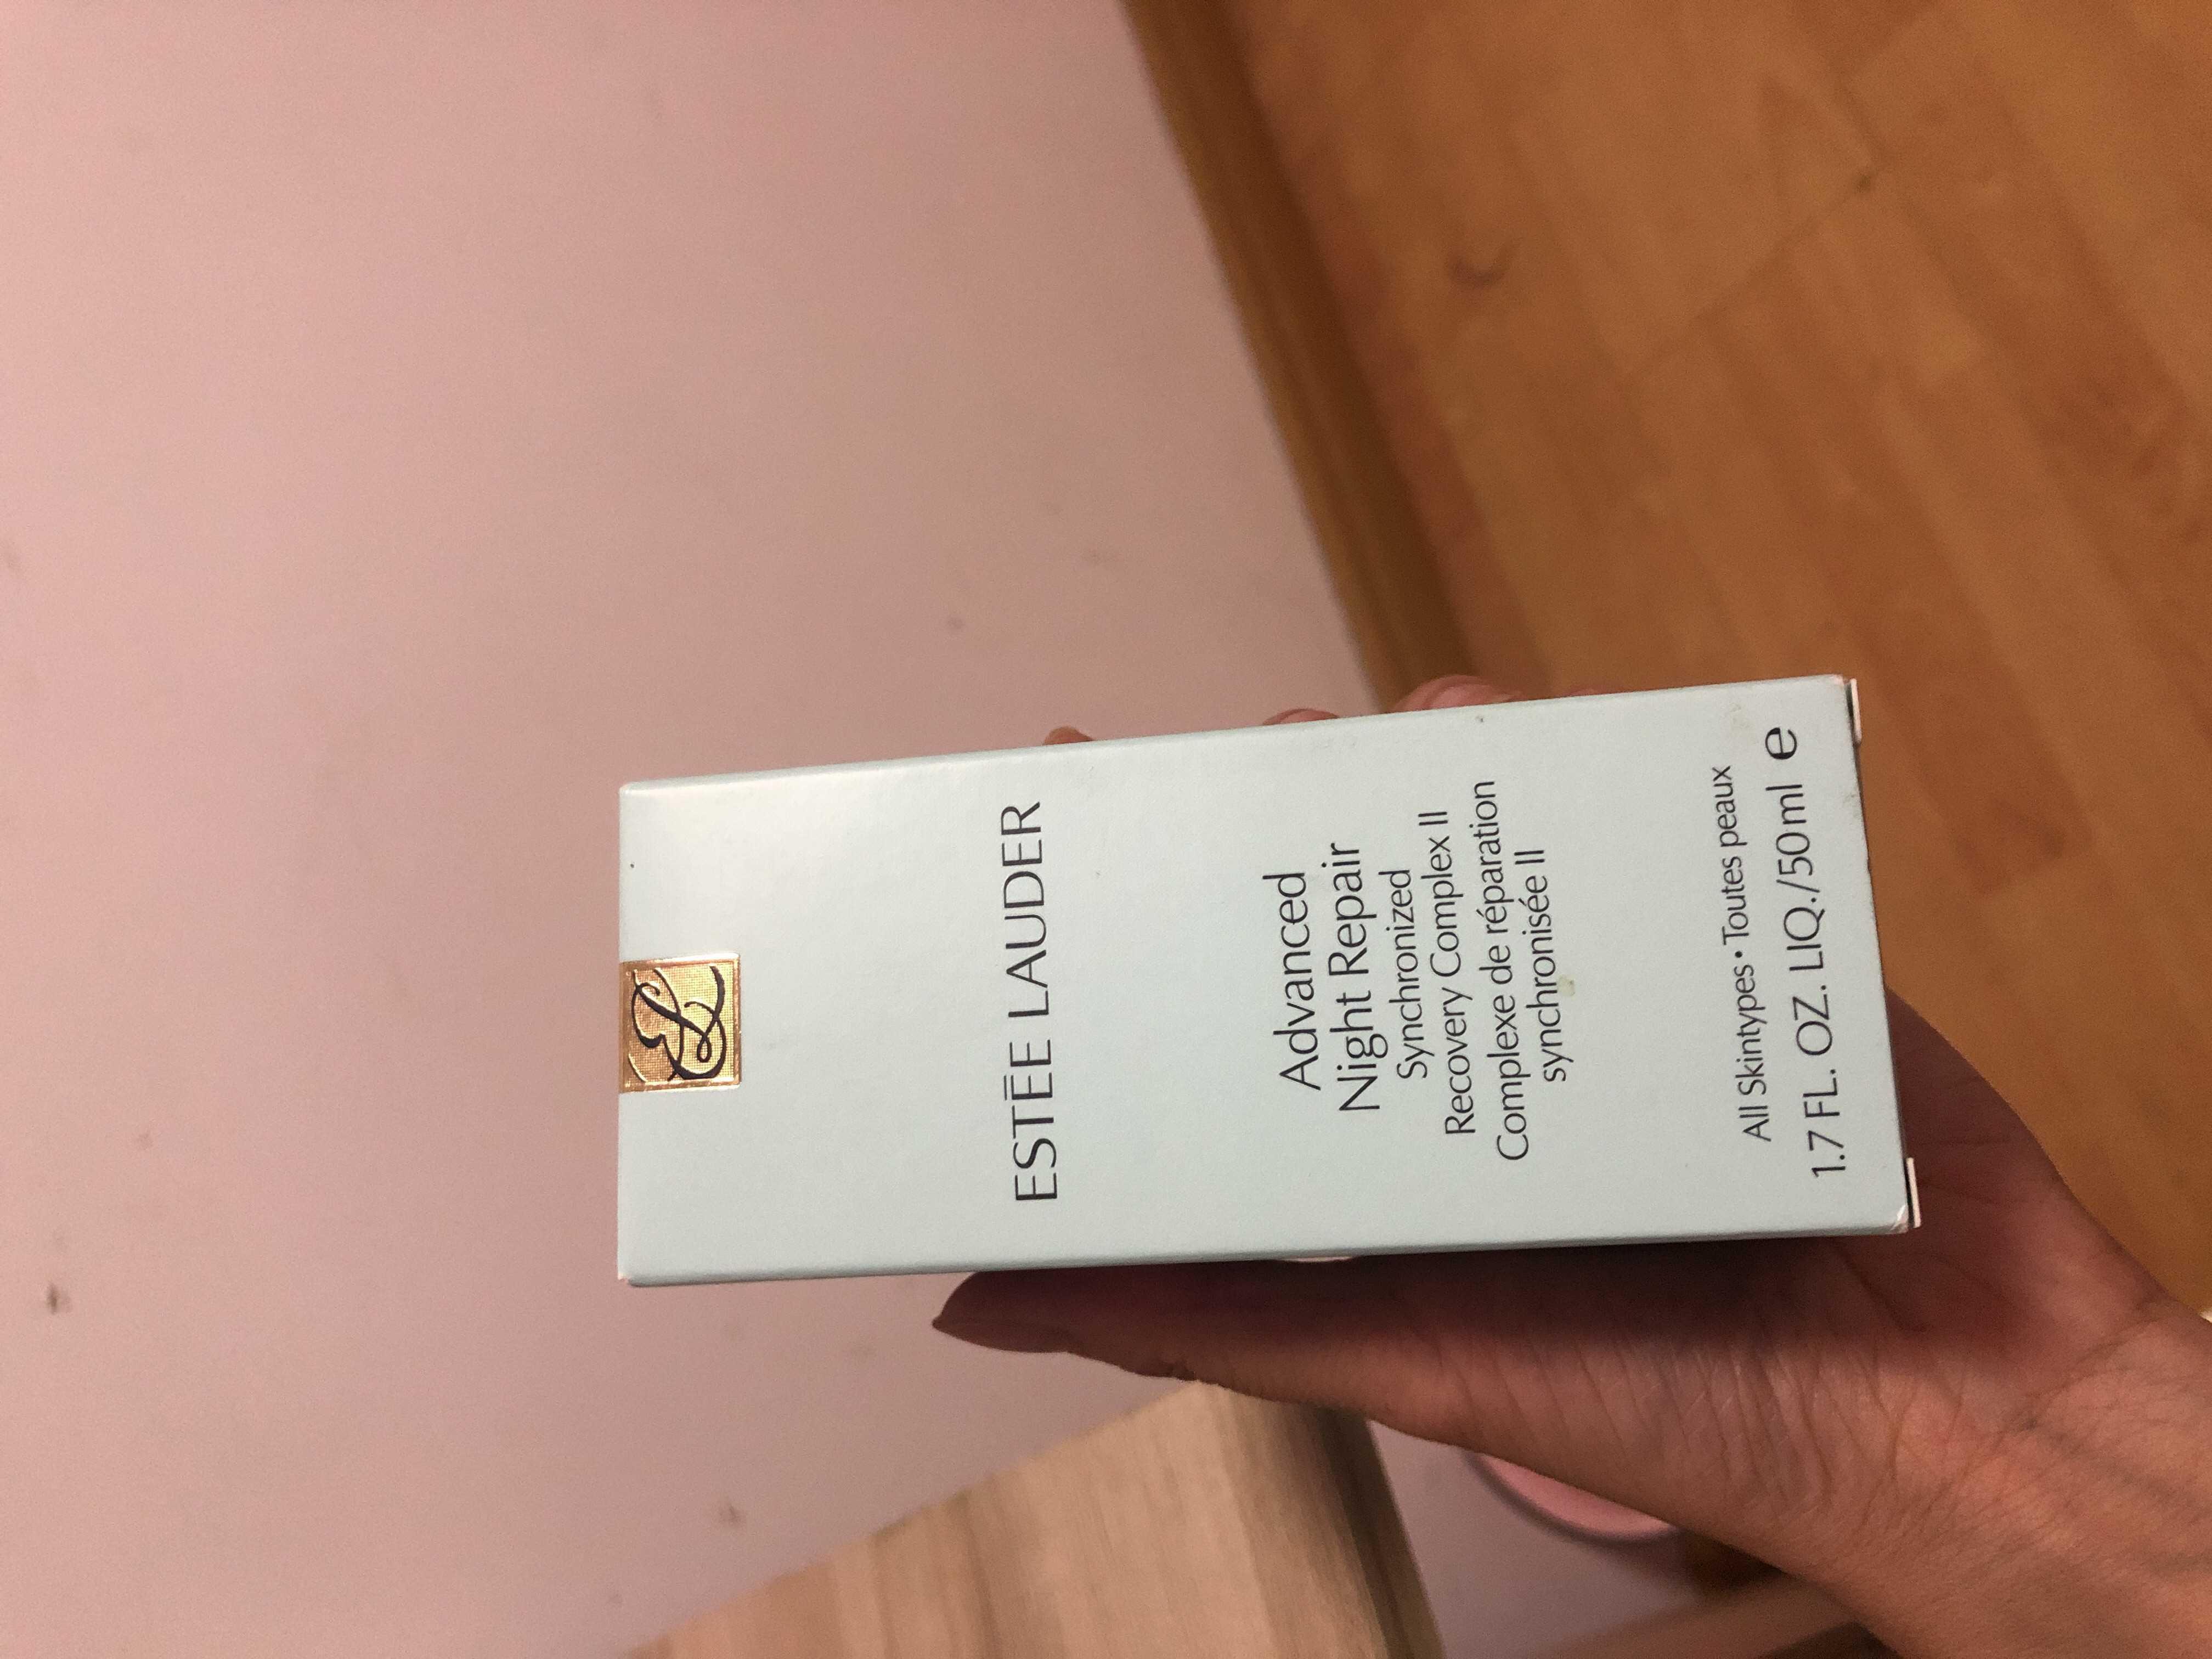 EL
ESTĒE LAUDER
Advanced
Night Repair
Synchronized
Recovery Complex II
Complexe de réparation
synchronisée II
All Skintypes • Toutes peaux
1.7 FL. OZ. LIQ./50ml e